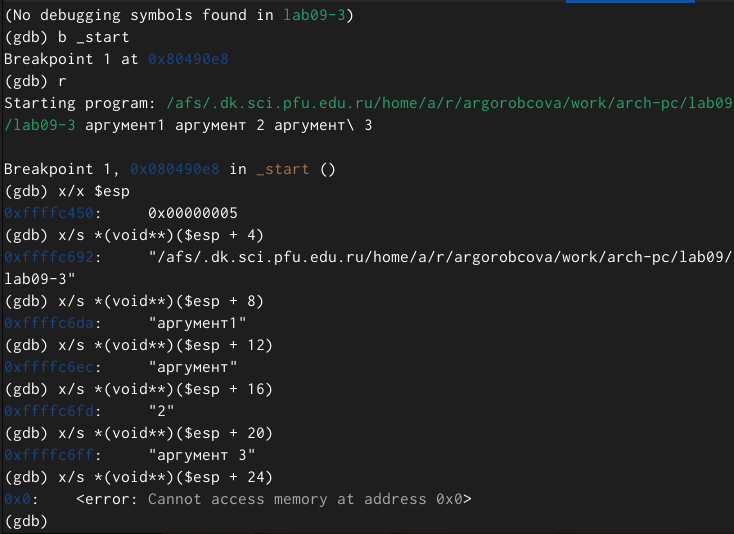 (No debugging symbols found in lab09-3)
(gdb) b _start
Breakpoint 1 at 0x80490e8
(gdb) r
Starting program: /afs/.dk.sci.pfu.edu.ru/home/a/r/argorobcova/work/arch-pc/lab09
/lab09-3 аргумент1 аргумент 2 аргумент\ 3
Breakpoint 1, 0x080490e8 in _start ()
(gdb) x/x $esp
0xffffc450: 0x00000005
(gdb) x/s *(void**)($esp + 4)
0xffffc692: "/afs/.dk.sci.pfu.edu.ru/home/a/r/argorobcova/work/arch-pc/lab09/
lab09-3"
(gdb) x/s *(void**)($esp + 8)
0xffffc6da: "аргумент1"
(gdb) x/s *(void**)($esp + 12)
0xffffc6ec: "аргумент"
(gdb) x/s *(void**)($esp + 16)
0xffffc6fd: "2"
(gdb) x/s *(void**)($esp + 20)
0xffffc6ff: "аргумент 3"
(gdb) x/s *(void**)($esp + 24)
0x0: <error: Cannot access memory at address 0x0>
(gdb)